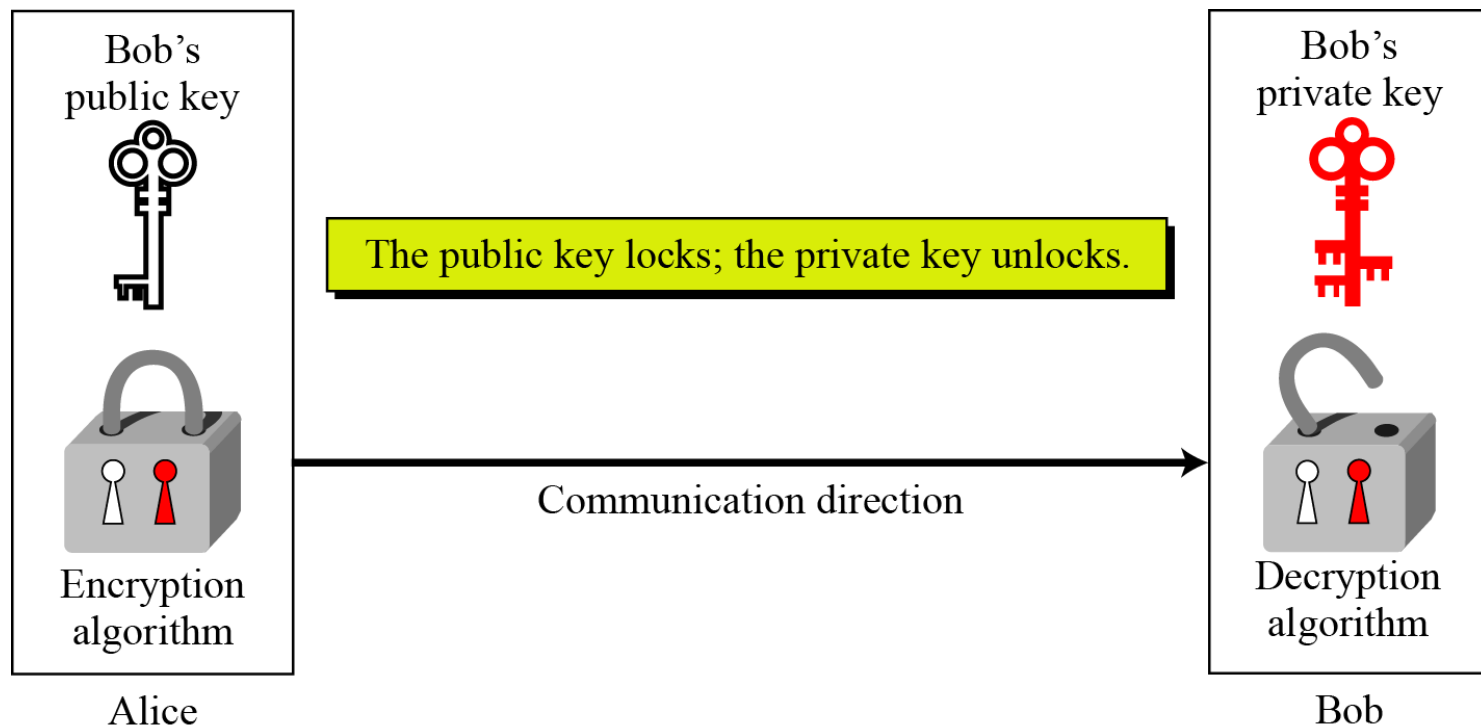 Bob’s
public key
Bob’s
private key
The public key locks; the private key unlocks.
Communication direction
Encryption
algorithm
Decryption
algorithm
Alice
Bob